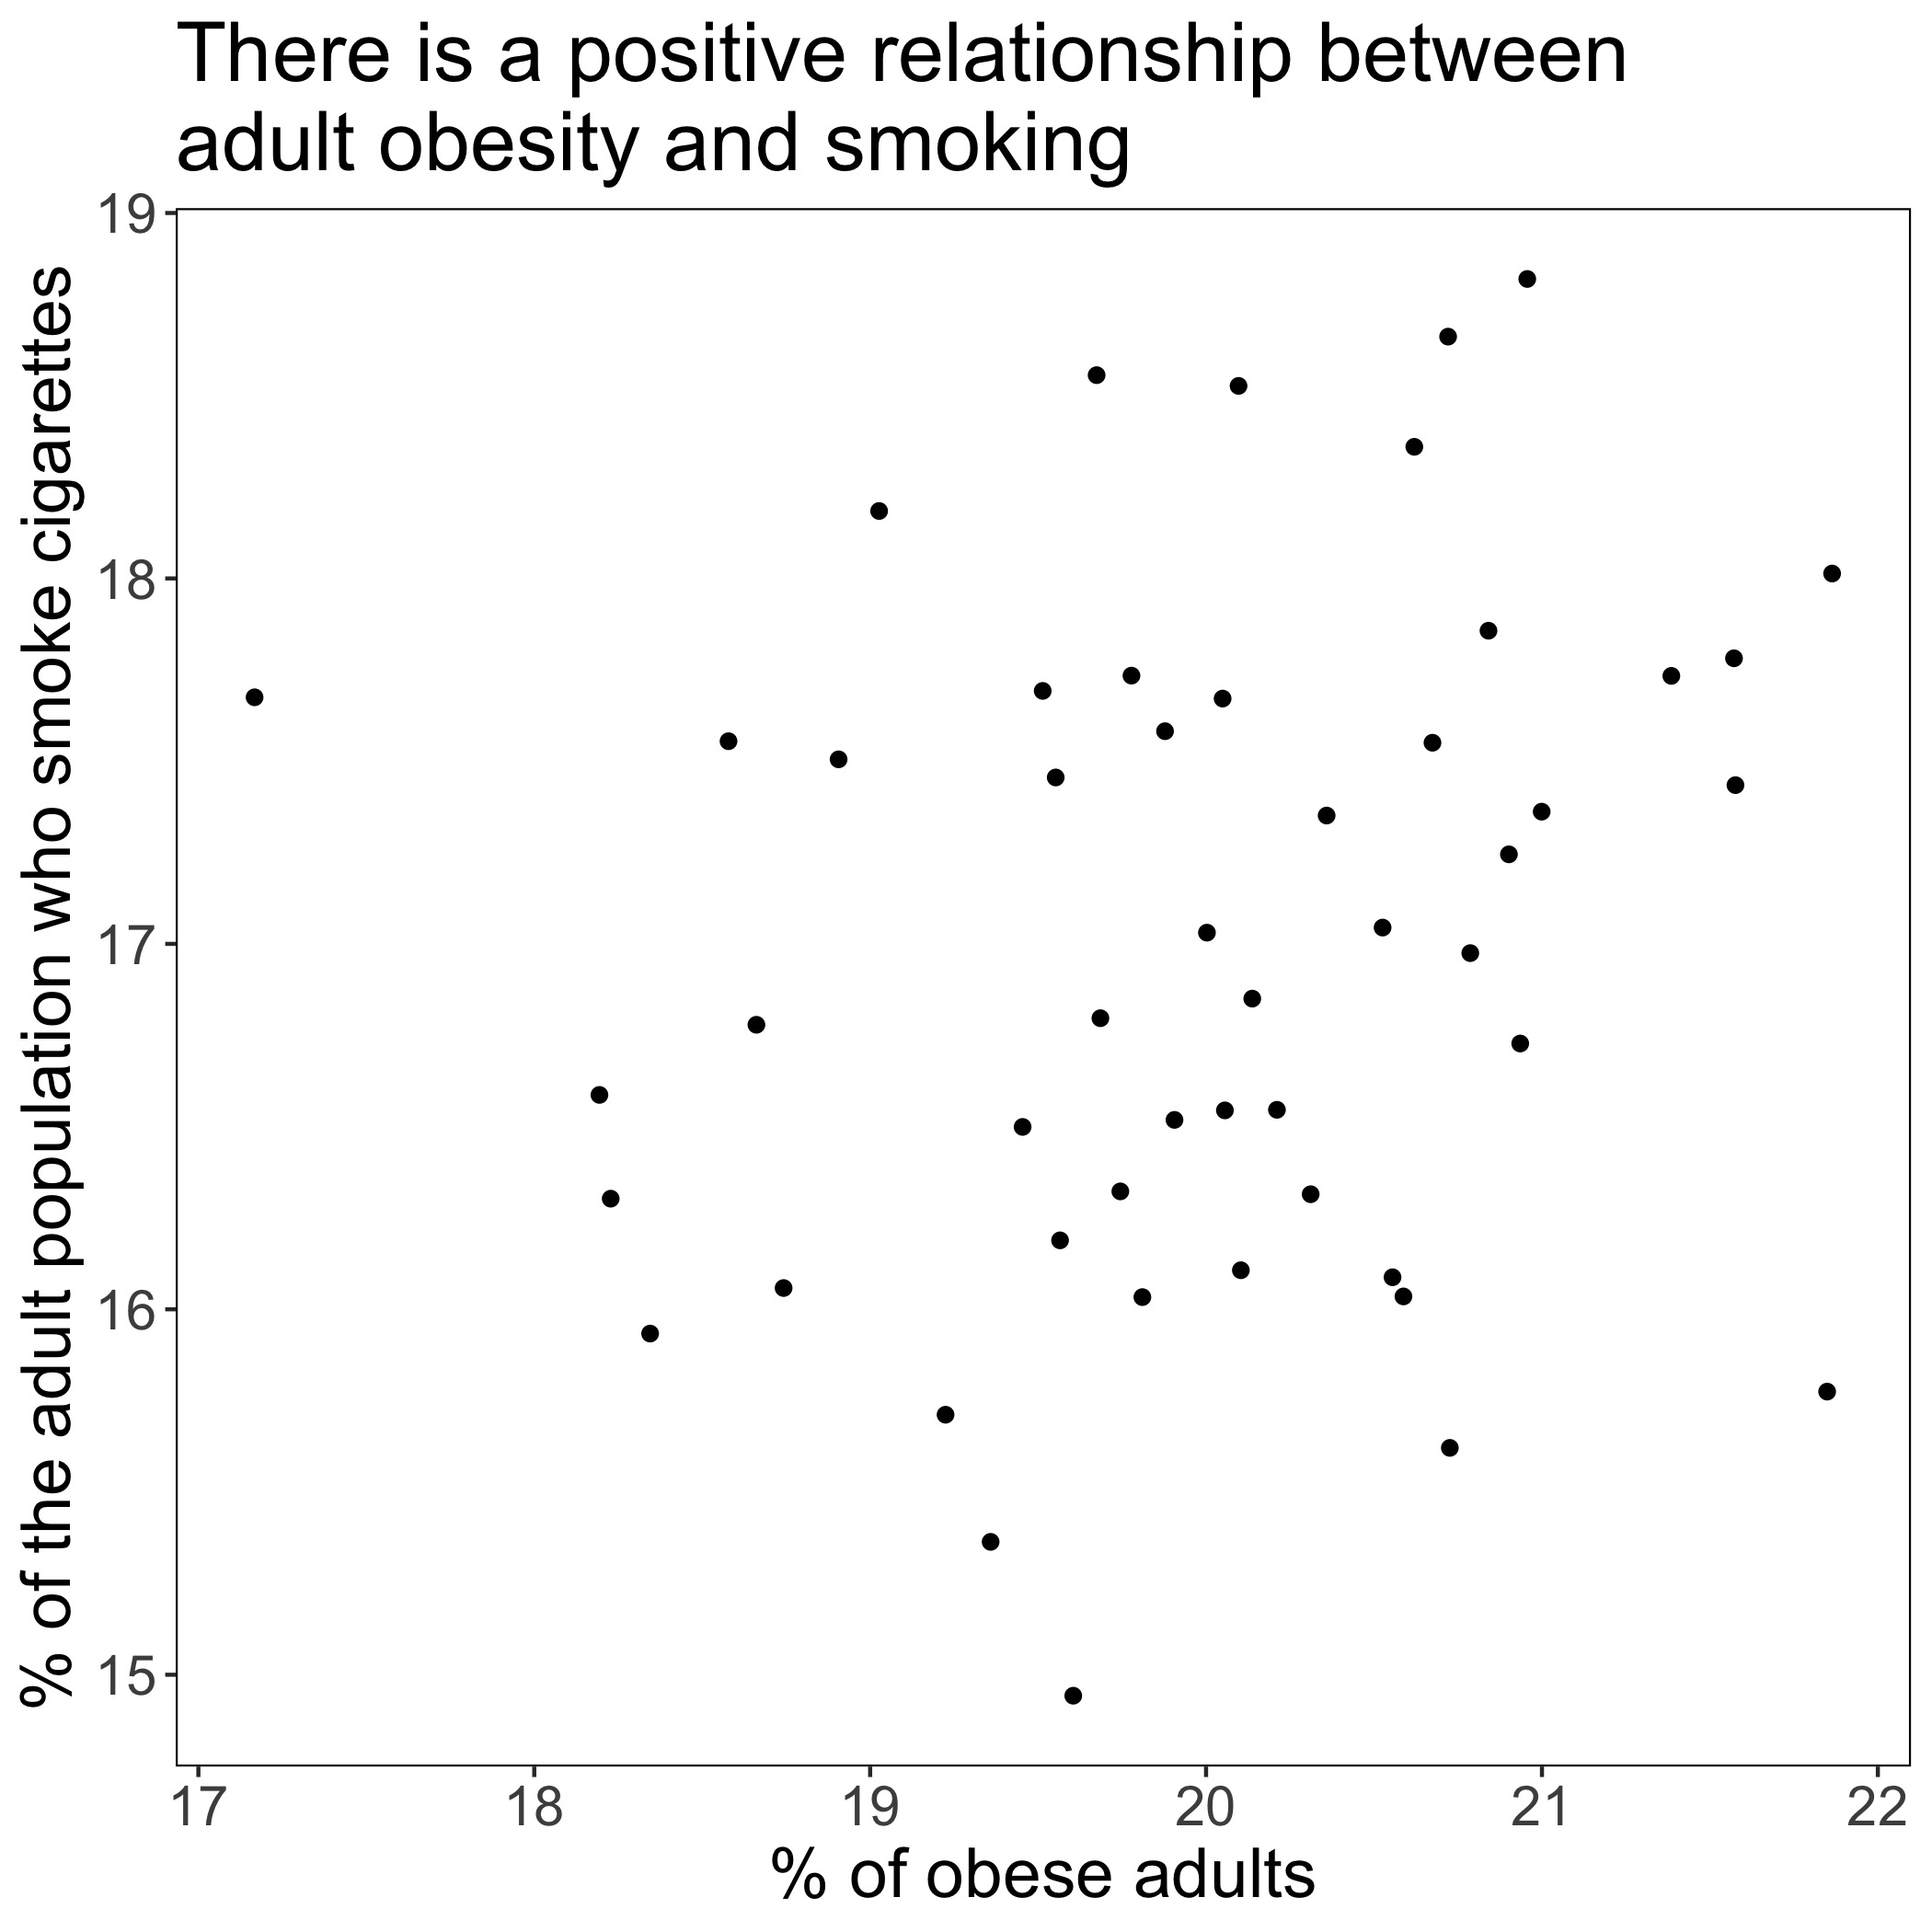 There is a positive relationship between
adult obesity and smoking
% of the adult population who smoke cigarettes
19
18
17
16
15
17 18 19 20 21 22
% of obese adults